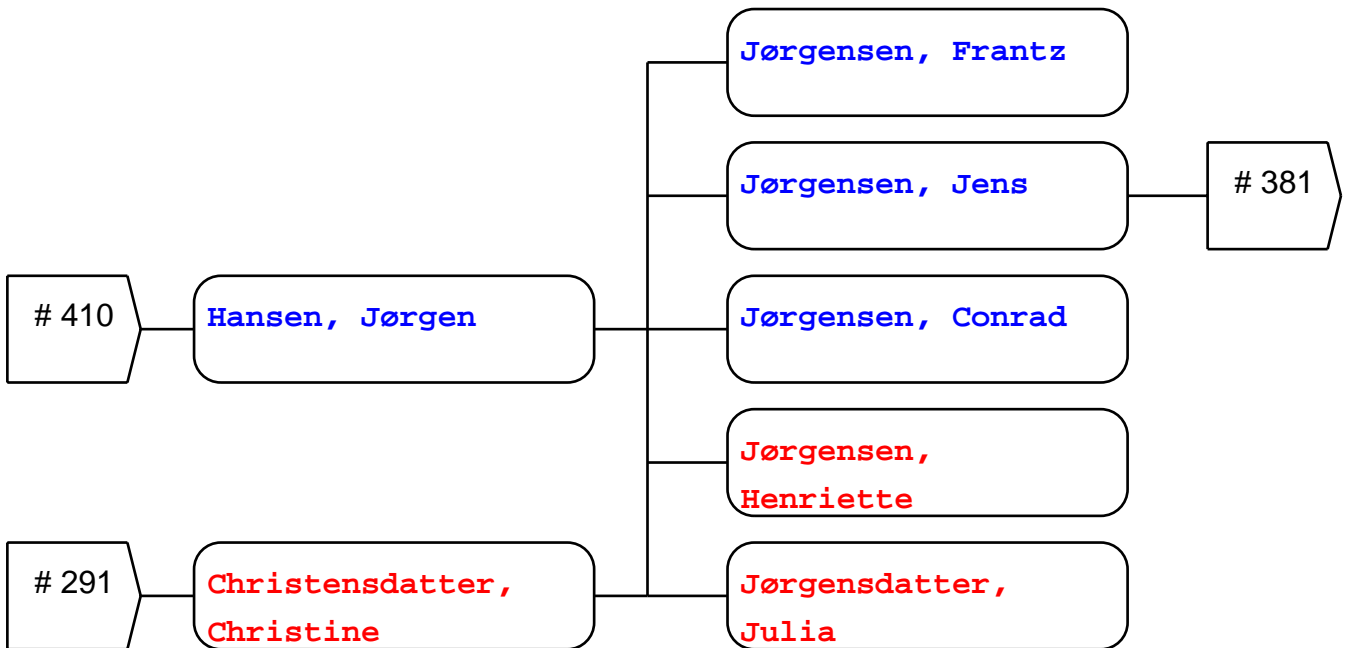 Jørgensen, Frantz
Jørgensen, Jens
# 381
# 410
Hansen, Jørgen
Jørgensen, Conrad
Jørgensen,
Henriette
# 291
Christensdatter,
Christine
Jørgensdatter,
Julia